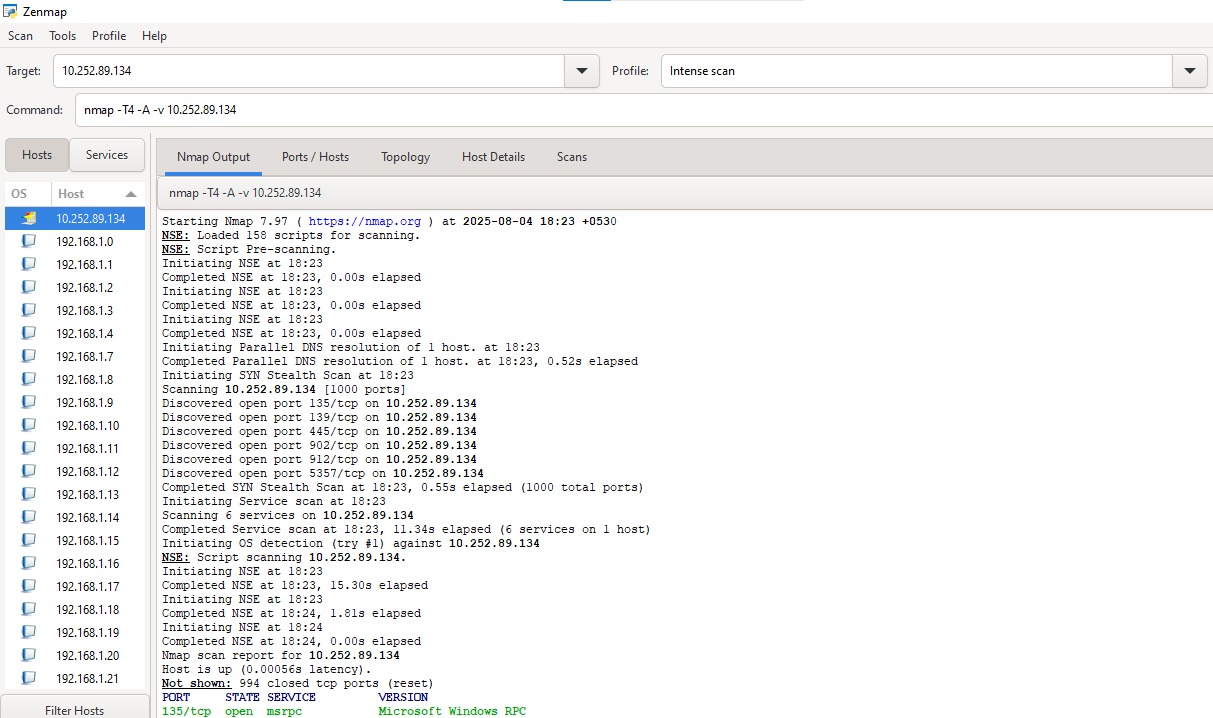 Zenmap
Scan Tools Profile Help
Target: 10.252.89.134 Profile: Intense scan
Command: nmap -T4 -A -v 10.252.89.134
Hosts Services
OS Host
10.252.89.134
192.168.1.0
192.168.1.1
192.168.1.2
192.168.1.3
192.168.1.4
192.168.1.7
192.168.1.8
192.168.1.9
192.168.1.10
192.168.1.11
192.168.1.12
192.168.1.13
192.168.1.14
192.168.1.15
192.168.1.16
192.168.1.17
192.168.1.18
192.168.1.19
192.168.1.20
192.168.1.21
Filter Hosts
Nmap Output Ports / Hosts Topology Host Details Scans
nmap -T4 -A -v 10.252.89.134
Starting Nmap 7.97 ( https://nmap.org ) at 2025-08-04 18:23 +0530
NSE: Loaded 158 scripts for scanning.
NSE: Script Pre-scanning.
Initiating NSE at 18:23
Completed NSE at 18:23, 0.00s elapsed
Initiating NSE at 18:23
Completed NSE at 18:23, 0.00s elapsed
Initiating NSE at 18:23
Completed NSE at 18:23, 0.00s elapsed
Initiating Parallel DNS resolution of 1 host. at 18:23
Completed Parallel DNS resolution of 1 host. at 18:23, 0.52s elapsed
Initiating SYN Stealth Scan at 18:23
Scanning 10.252.89.134 [1000 ports]
Discovered open port 135/tcp on 10.252.89.134
Discovered open port 139/tcp on 10.252.89.134
Discovered open port 445/tcp on 10.252.89.134
Discovered open port 902/tcp on 10.252.89.134
Discovered open port 912/tcp on 10.252.89.134
Discovered open port 5357/tcp on 10.252.89.134
Completed SYN Stealth Scan at 18:23, 0.55s elapsed (1000 total ports)
Initiating Service scan at 18:23
Scanning 6 services on 10.252.89.134
Completed Service scan at 18:23, 11.34s elapsed (6 services on 1 host)
Initiating OS detection (try #1) against 10.252.89.134
NSE: Script scanning 10.252.89.134.
Initiating NSE at 18:23
Completed NSE at 18:23, 15.30s elapsed
Initiating NSE at 18:23
Completed NSE at 18:24, 1.81s elapsed
Initiating NSE at 18:24
Completed NSE at 18:24, 0.00s elapsed
Nmap scan report for 10.252.89.134
Host is up (0.00056s latency).
Not shown: 994 closed tcp ports (reset)
PORT STATE SERVICE VERSION
135/tcp open msrpc Microsoft Windows RPC